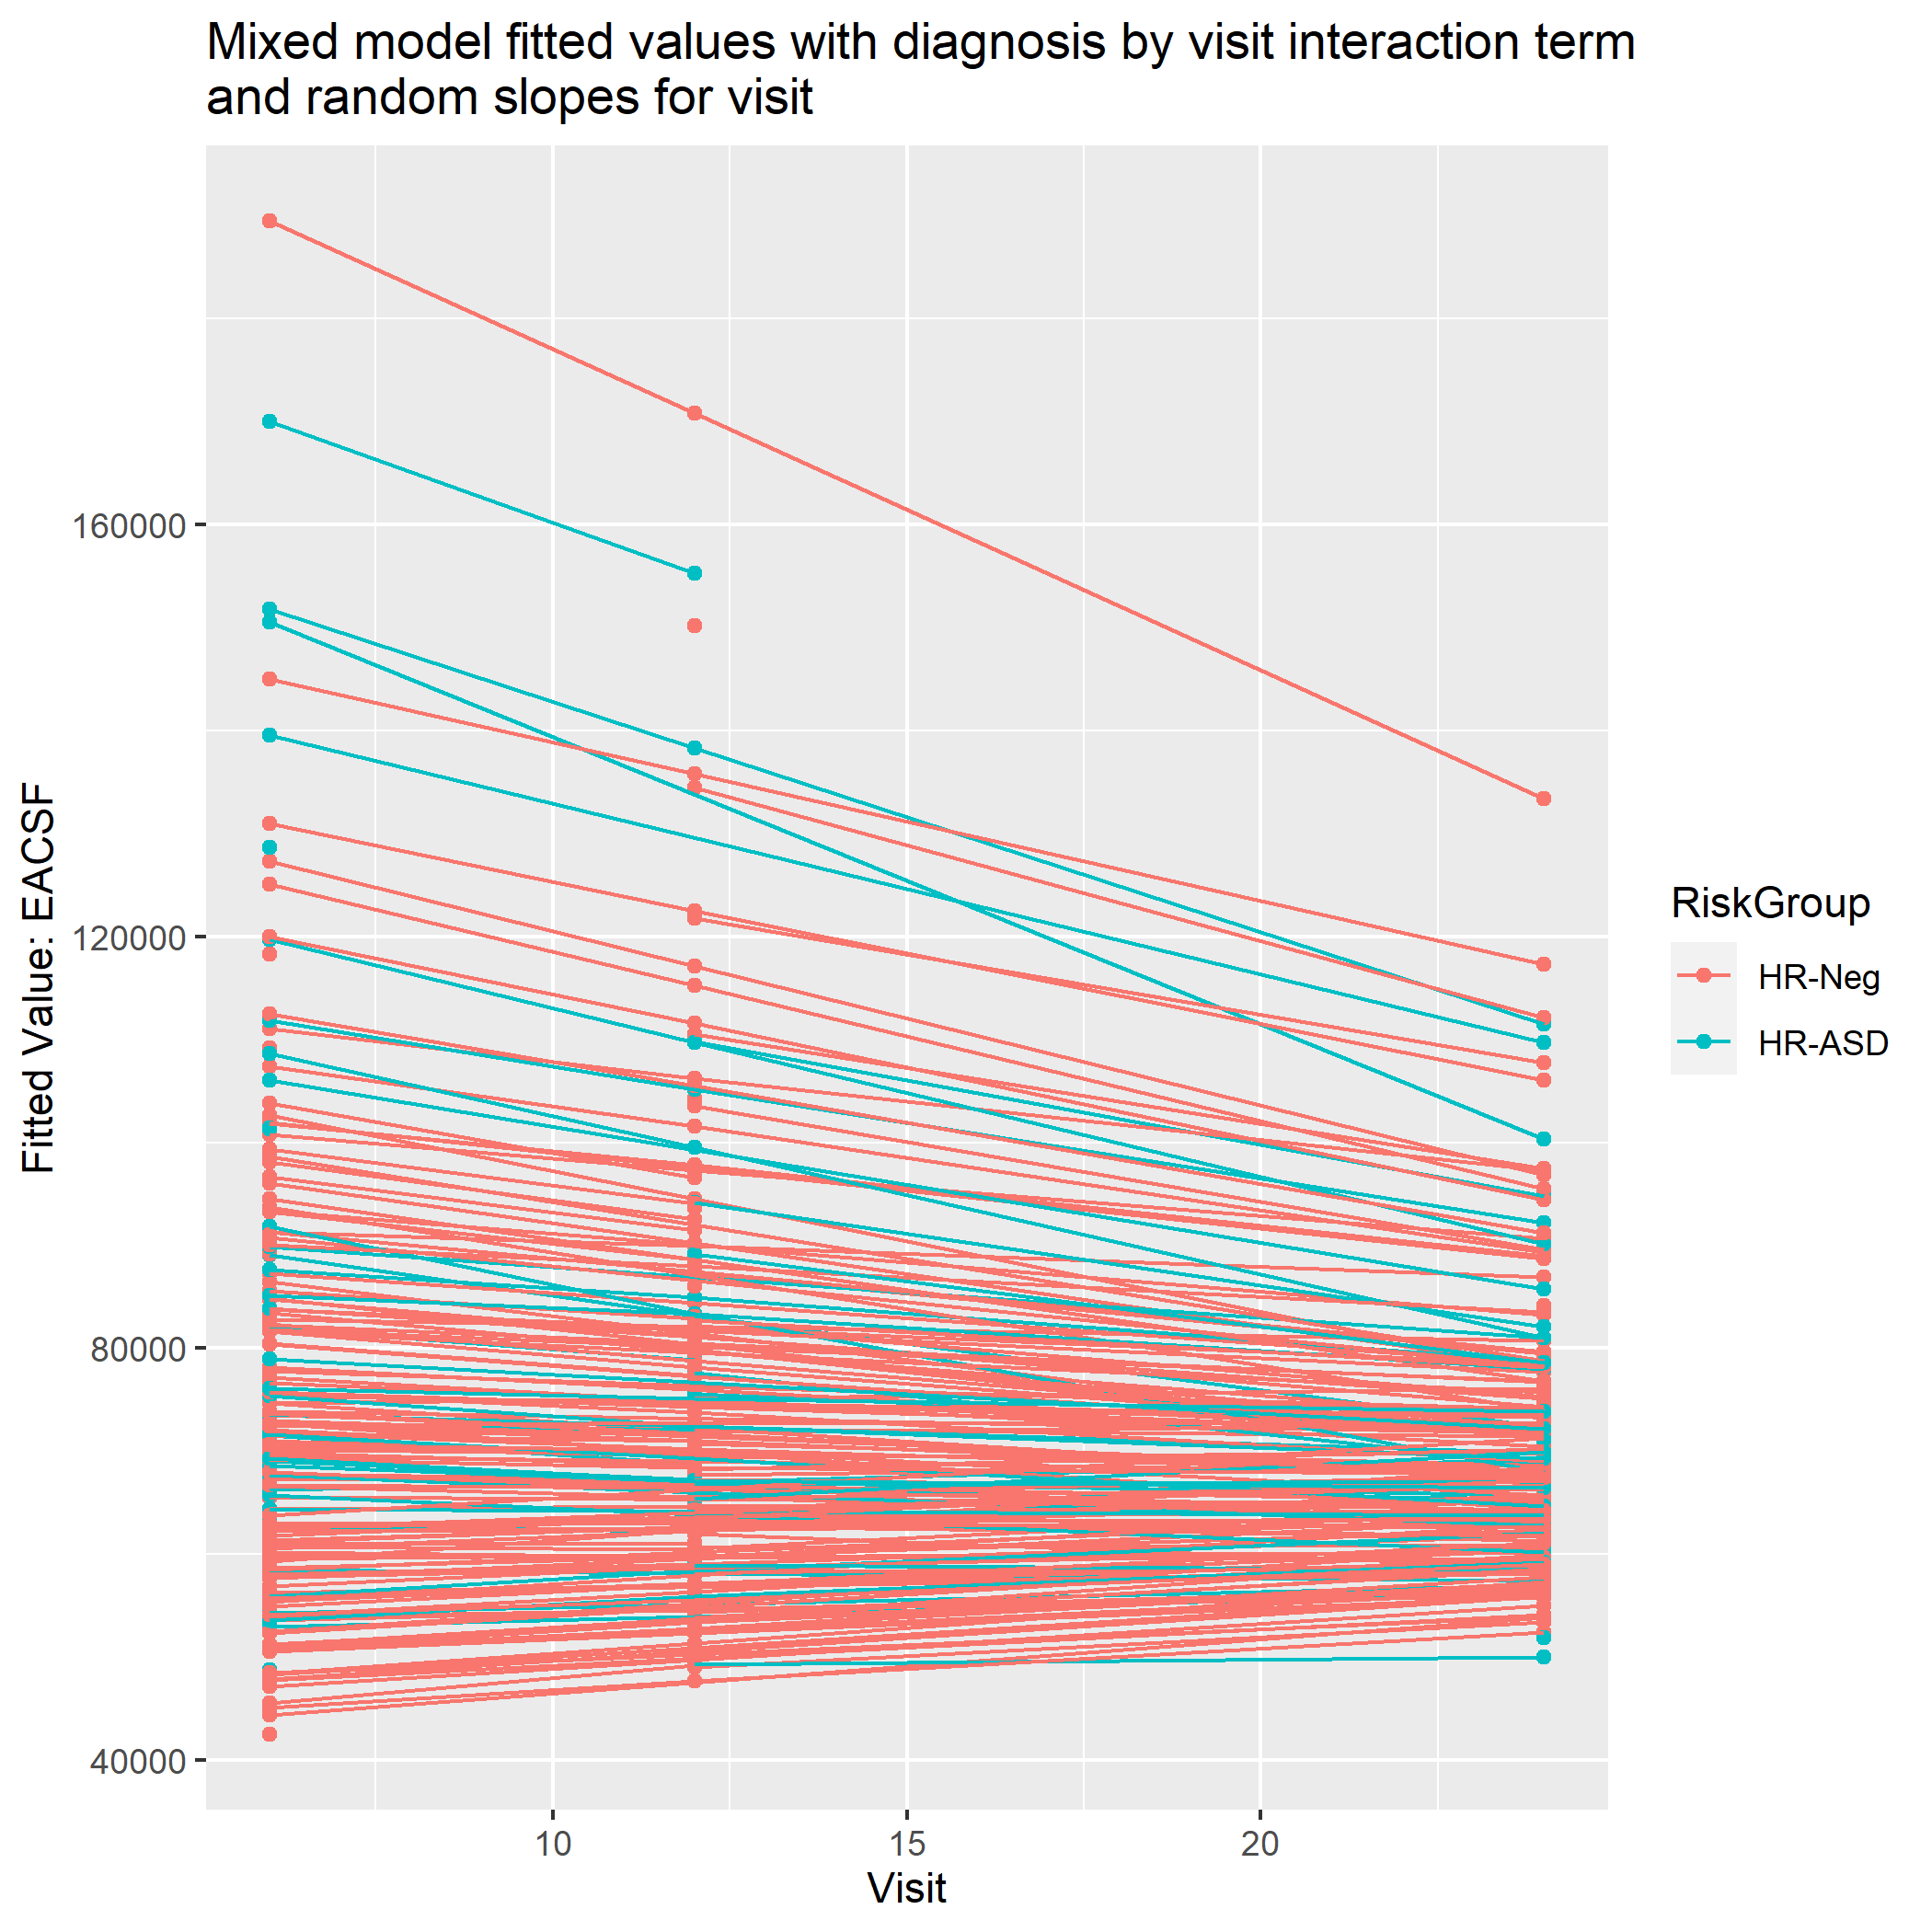 Mixed model fitted values with diagnosis by visit interaction term
and random slopes for visit
160000
120000
80000
40000
Fitted Value: EACSF
10
15
20
Visit
RiskGroup
HR-Neg
HR-ASD